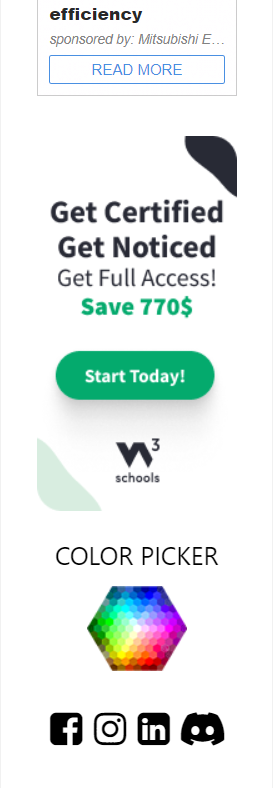 efficiency
sponsored by: Mitsubishi E...
READ MORE
Get Certified
Get Noticed
Get Full Access!
Save 770$
Start Today!
W3
schools
COLOR PICKER